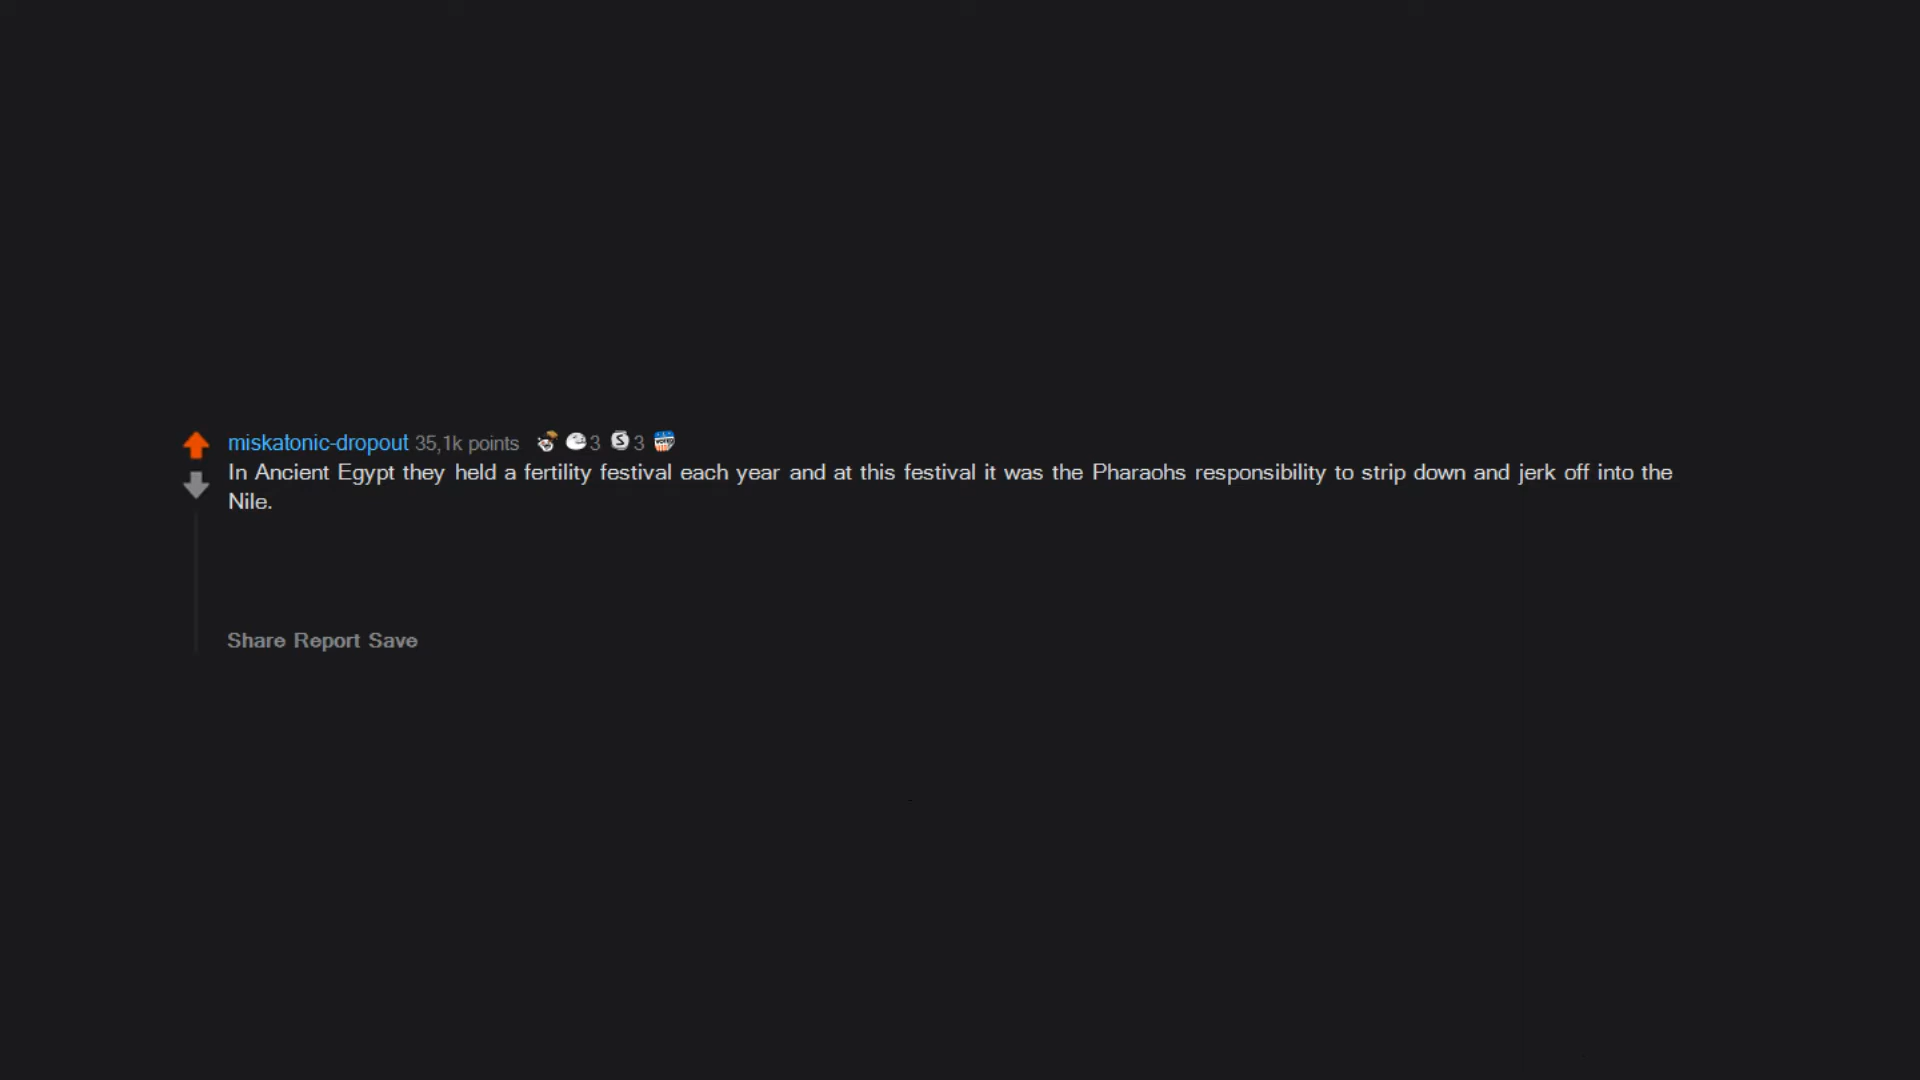 miskatonic-dropout 35,1k points 3 3
In Ancient Egypt they held a fertility festival each year and at this festival it was the Pharaohs responsibility to strip down and jerk off into the
Nile.
Share Report Save